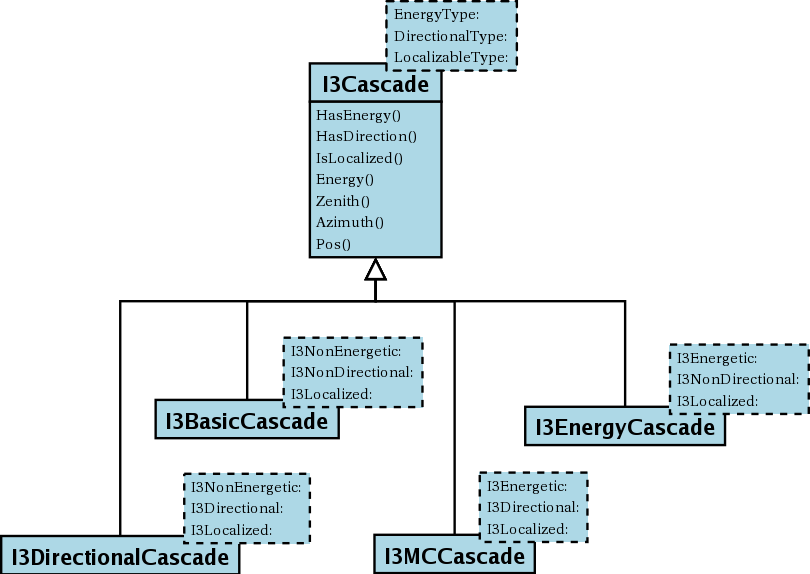 EnergyType:
DirectionalType:
LocalizableType:
I3Cascade
HasEnergy()
HasDirection()
IsLocalized()
Energy()
Zenith()
Azimuth()
Pos()
I3NonEnergetic:
I3NonDirectional:
I3Localized:
I3BasicCascade
I3Energetic:
I3NonDirectional:
I3Localized:
I3EnergyCascade
I3NonEnergetic:
I3Directional:
I3Localized:
I3DirectionalCascade
I3Energetic:
I3Directional:
I3Localized:
I3MCCascade